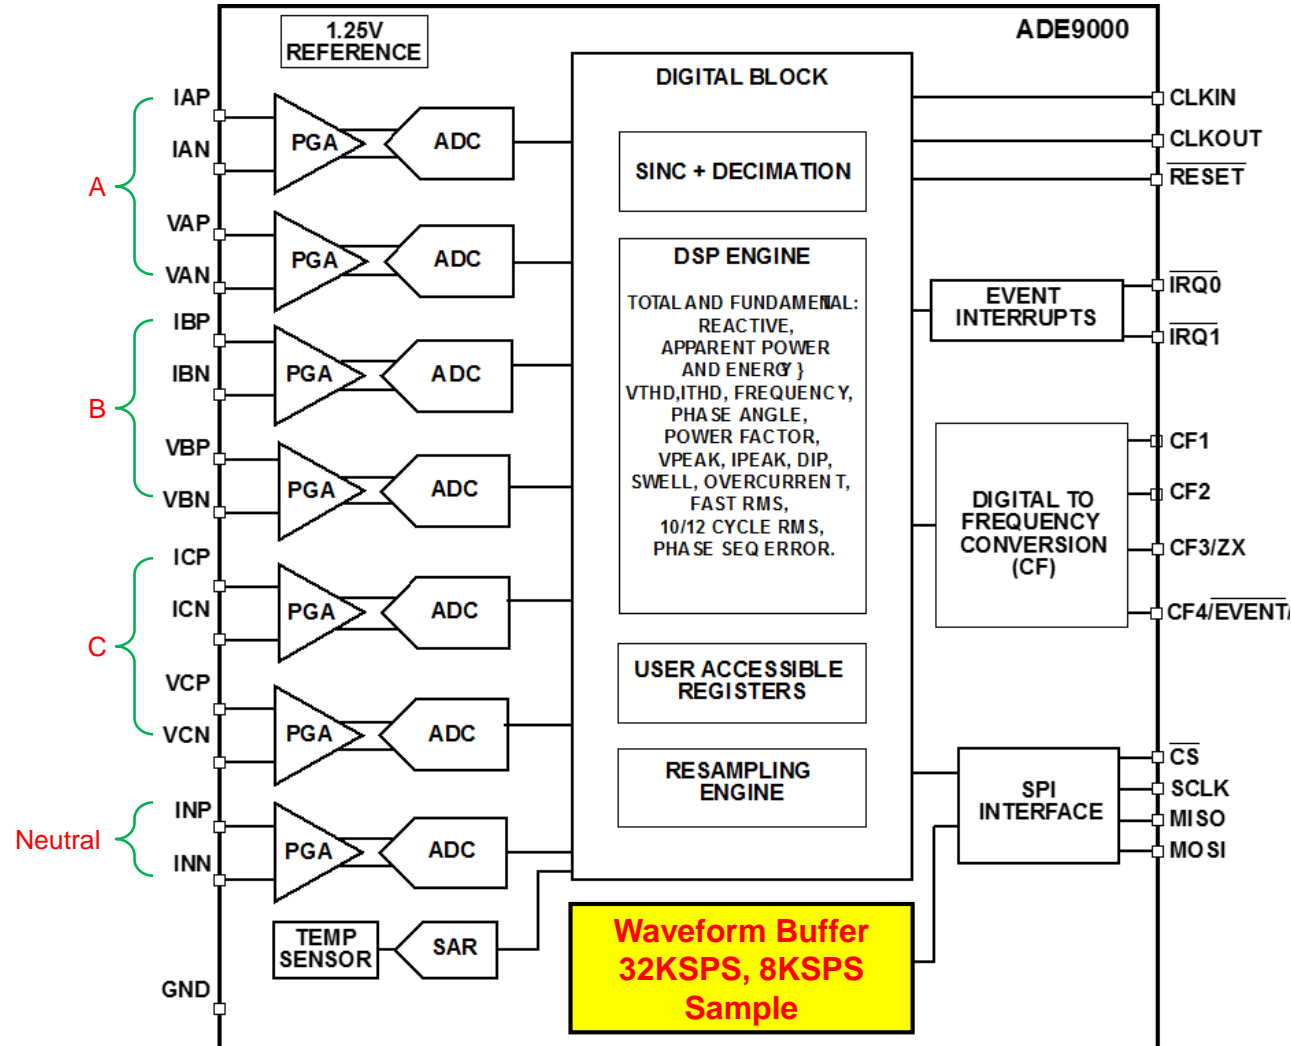 1.25V
REFERENCE
ADE9000
A
B
C
Neutral
IAP
IAN
VAP
VAN
IBP
IBN
VBP
VBN
ICP
ICN
VCP
VCN
INP
INN
GND
PGA
ADC
PGA
ADC
PGA
ADC
PGA
ADC
PGA
ADC
PGA
ADC
PGA
ADC
TEMP
SENSOR
SAR
DIGITAL BLOCK
SINC + DECIMATION
DSP ENGINE
TOTAL AND FUNDAMENTAL:
REACTIVE,
APPARENT POWER
AND ENERGY }
VTHD,ITHD, FREQUENCY,
PHASE ANGLE,
POWER FACTOR,
VPEAK, IPEAK, DIP,
SWELL, OVERCURRENT,
FAST RMS,
10/12 CYCLE RMS,
PHASE SEQ ERROR.
USER ACCESSIBLE
REGISTERS
RESAMPLING
ENGINE
Waveform Buffer
32KSPS, 8KSPS
Sample
EVENT
INTERRUPTS
DIGITAL TO
FREQUENCY
CONVERSION
(CF)
SPI
INTERFACE
CLKIN
CLKOUT
RESET
IRQ0
IRQ1
CF1
CF2
CF3/ZX
CF4/EVENT/
CS
SCLK
MISO
MOSI